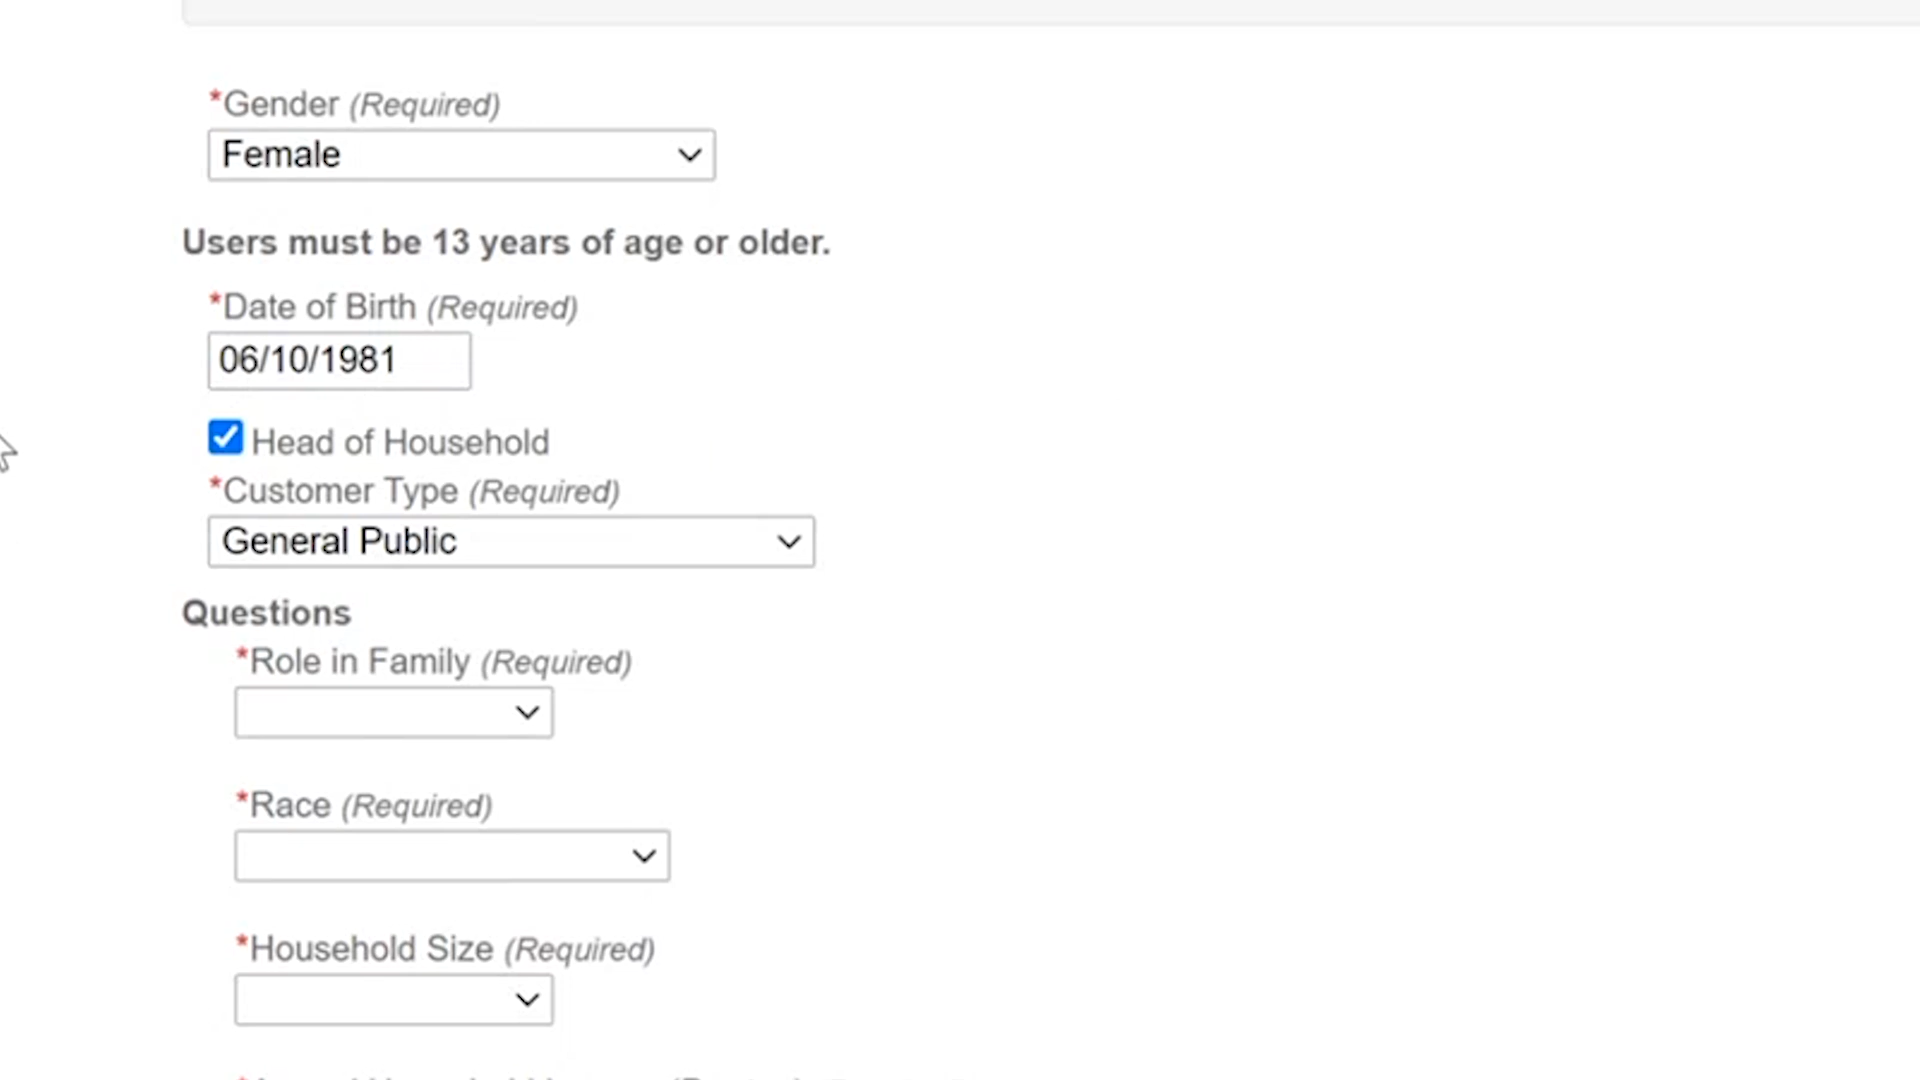 *Gender (Required)
Female
Users must be 13 years of age or older.
*Date of Birth (Required)
06/10/1981
Head of Household
*Customer Type (Required)
General Public
Questions
*Role in Family (Required)
*Race (Required)
*Household Size (Required)